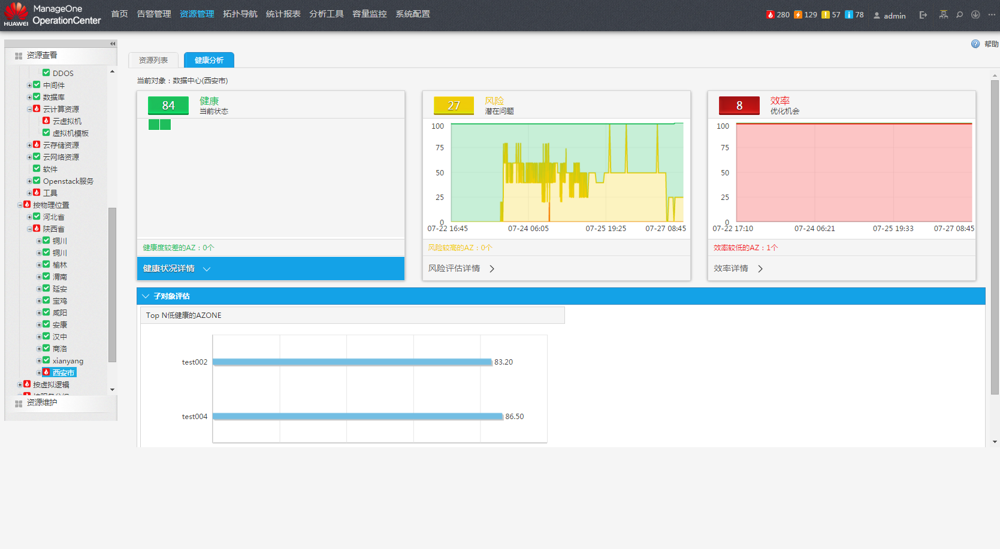 HUAWEI
ManageOne
OperationCenter
首页 告警管理 资源管理 拓扑导航 统计报表 分析工具 容量监控 系统配置
280 129 57 78 admin
帮助
资源查看
DDOS
中间件
数据库
云计算资源
云虚拟机
虚拟机模板
云存储资源
云网络资源
软件
Openstack服务
工具
按物理位置
河北省
陕西省
铜川
铜川
榆林
渭南
延安
宝鸡
咸阳
安康
汉中
商洛
xianyang
西安市
按虚拟逻辑
资源维护
资源列表 健康分析
当前对象：数据中心(西安市)
84
健康
当前状态
健康度较差的AZ：0个
健康状况详情
27
风险
潜在问题
100
75
50
25
0
07-22 16:45 07-24 06:05 07-25 19:25 07-27 08:45
风险较高的AZ：0个
风险评估详情
8
效率
优化机会
100
75
50
25
0
07-22 17:10 07-24 06:21 07-25 19:33 07-27 08:45
效率较低的AZ：1个
效率详情
子对象评估
Top N低健康的AZONE
test002 83.20
test004 86.50